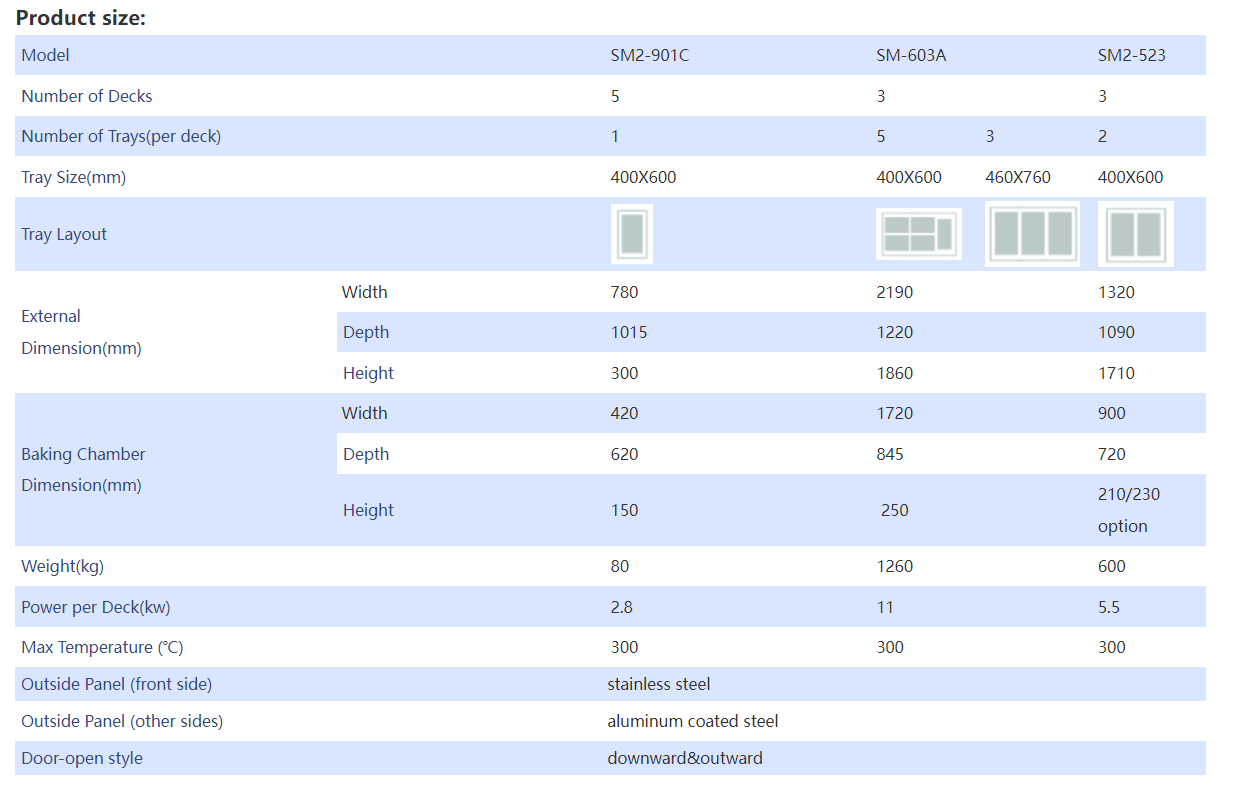 Product size:
Model SM2-901C SM-603A SM2-523
Number of Decks 5 3 3
Number of Trays(per deck) 1 5 3 2
Tray Size(mm) 400X600 400X600 460X760 400X600
Tray Layout
External Dimension(mm)
Width 780 2190 1320
Depth 1015 1220 1090
Height 300 1860 1710
Baking Chamber Dimension(mm)
Width 420 1720 900
Depth 620 845 720
Height 150 250 210/230 option
Weight(kg) 80 1260 600
Power per Deck(kw) 2.8 11 5.5
Max Temperature (℃) 300 300 300
Outside Panel (front side) stainless steel
Outside Panel (other sides) aluminum coated steel
Door-open style downward&outward